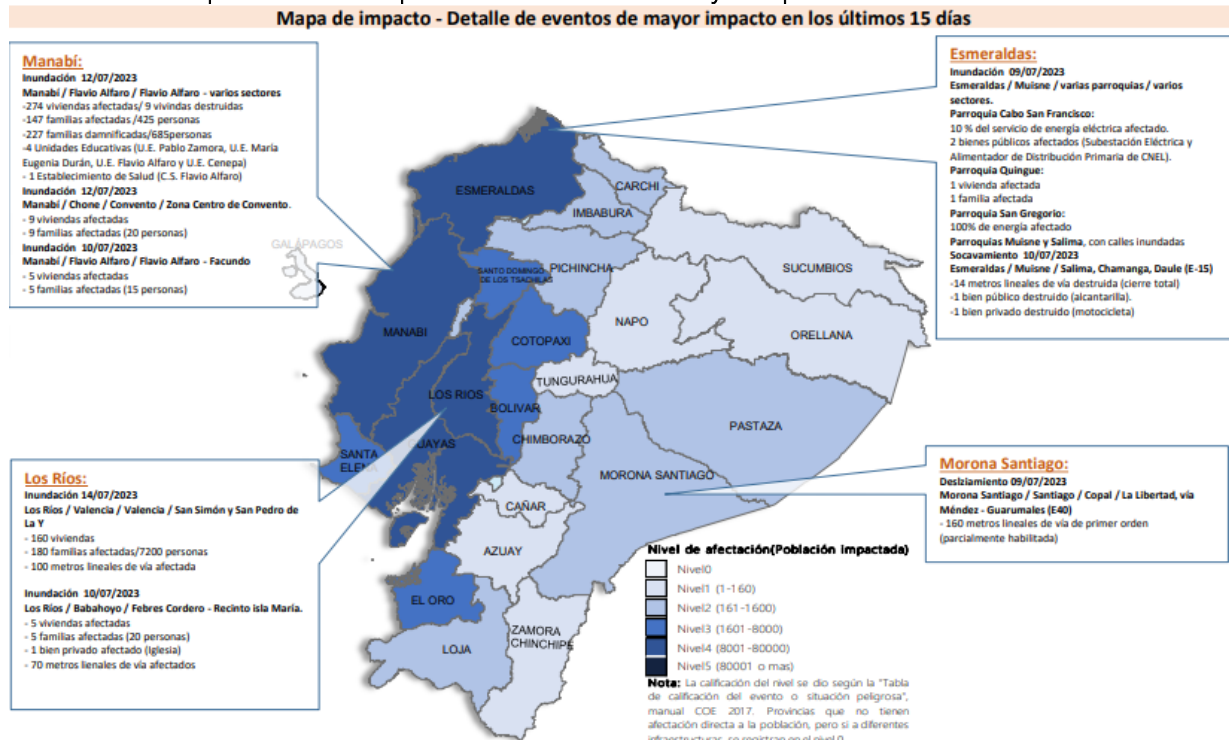 Mapa de impacto - Detalle de eventos de mayor impacto en los últimos 15 días
Manabí:
Inundación 12/07/2023
Manabí / Flavio Alfaro / Flavio Alfaro - varios sectores
-274 viviendas afectadas/ 9 vivindas destruidas
-147 familias afectadas /425 personas
-227 familias damnificadas/685personas
-4 Unidades Educativas (U.E. Pablo Zamora, U.E. María
Eugenia Durán, U.E. Flavio Alfaro y U.E. Cenepa)
- 1 Establecimiento de Salud (C.S. Flavio Alfaro)
Inundación 12/07/2023
Manabí / Chone / Convento / Zona Centro de Convento.
- 9 viviendas afectadas
- 9 familias afectadas (20 personas)
Inundación 10/07/2023
Manabí / Flavio Alfaro / Flavio Alfaro - Facundo
- 5 viviendas afectadas
- 5 familias afectadas (15 personas)
Esmeraldas:
Inundación 09/07/2023
Esmeraldas / Muisne / varias parroquias / varios
sectores.
Parroquia Cabo San Francisco:
10 % del servicio de energía eléctrica afectado.
2 bienes públicos afectados (Subestación Eléctrica y
Alimentador de Distribución Primaria de CNEL).
Parroquia Quingue:
1 vivienda afectada
1 familia afectada
Parroquia San Gregorio:
100% de energía afectado
Parroquias Muisne y Salima, con calles inundadas
Socavamiento 10/07/2023
Esmeraldas / Muisne / Salima, Chamanga, Daule (E-15)
-14 metros lineales de vía destruida (cierre total)
-1 bien público destruido (alcantarilla).
-1 bien privado destruido (motocicleta)
GALÁPAGOS
ESMERALDAS
CARCHI
IMBABURA
SANTO DOMINGO
DE LOS TSACHILAS
PICHINCHA
SUCUMBIOS
NAPO
ORELLANA
MANABI
COTOPAXI
TUNGURAHUA
LOS RIOS
BOLIVAR
PASTAZA
GUAYAS
CHIMBORAZO
SANTA
ELENA
MORONA SANTIAGO
CAÑAR
AZUAY
EL ORO
ZAMORA
CHINCHIPE
LOJA
Los Ríos:
Inundación 14/07/2023
Los Ríos / Valencia / Valencia / San Simón y San Pedro de
La Y
- 160 viviendas
- 180 familias afectadas/7200 personas
- 100 metros lineales de vía afectada
Inundación 10/07/2023
Los Ríos / Babahoyo / Febres Cordero - Recinto isla María.
- 5 viviendas afectadas
- 5 familias afectadas (20 personas)
- 1 bien privado afectado (Iglesia)
- 70 metros lienales de vía afectados
Morona Santiago:
Deslziamiento 09/07/2023
Morona Santiago / Santiago / Copal / La Libertad, vía
Méndez - Guarumales (E40)
- 160 metros lineales de vía de primer orden
(parcialmente habilitada)
Nivel de afectación(Población impactada)
Nivel0
Nivel1 (1-160)
Nivel2 (161-1600)
Nivel3 (1601-8000)
Nivel4 (8001-80000)
Nivel5 (80001 o mas)
Nota: La calificación del nivel se dio según la "Tabla
de calificación del evento o situación peligrosa",
manual COE 2017. Provincias que no tienen
afectación directa a la población, pero si a diferentes
infraestructuras, se registran en el nivel 0.